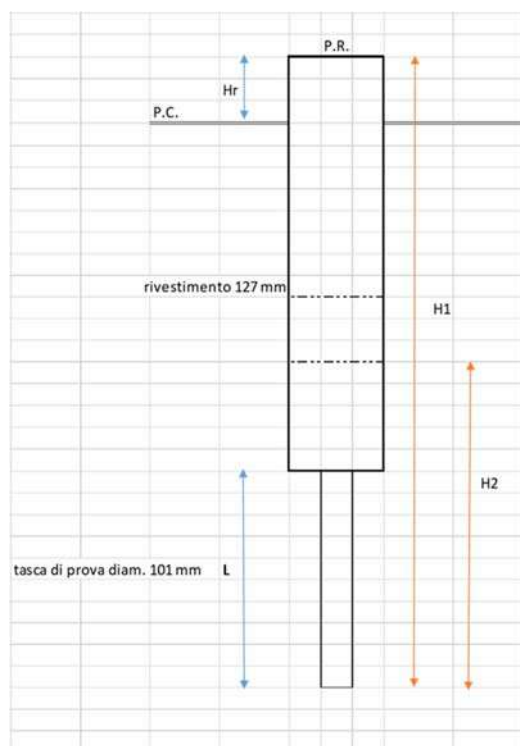 P.R.
Hr
P.C.
rivestimento 127 mm
H1
H2
tasca di prova diam. 101 mm L